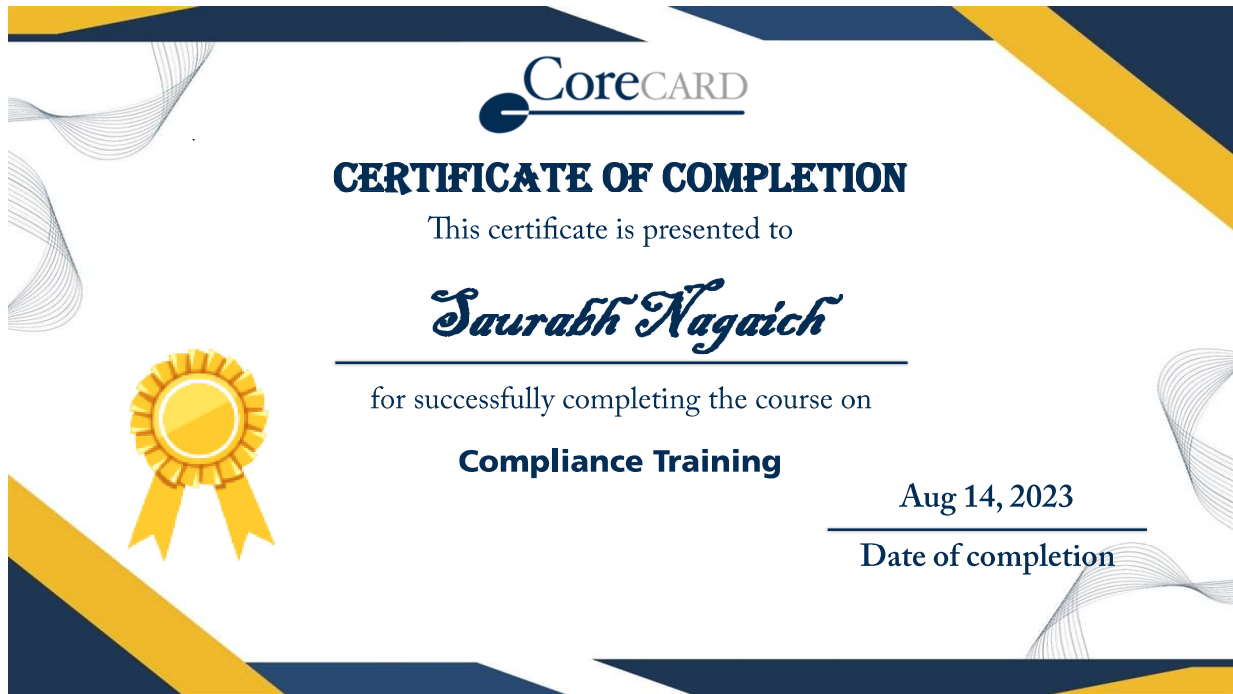 CoreCARD
CERTIFICATE OF COMPLETION
This certificate is presented to
Saurabh Nagaich
for successfully completing the course on
Compliance Training
Aug 14, 2023
Date of completion